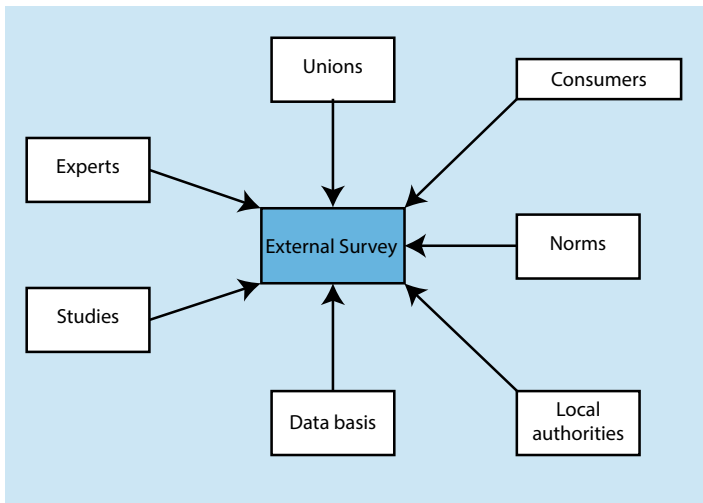 Unions
Consumers
Experts
External Survey
Norms
Studies
Data basis
Local
authorities